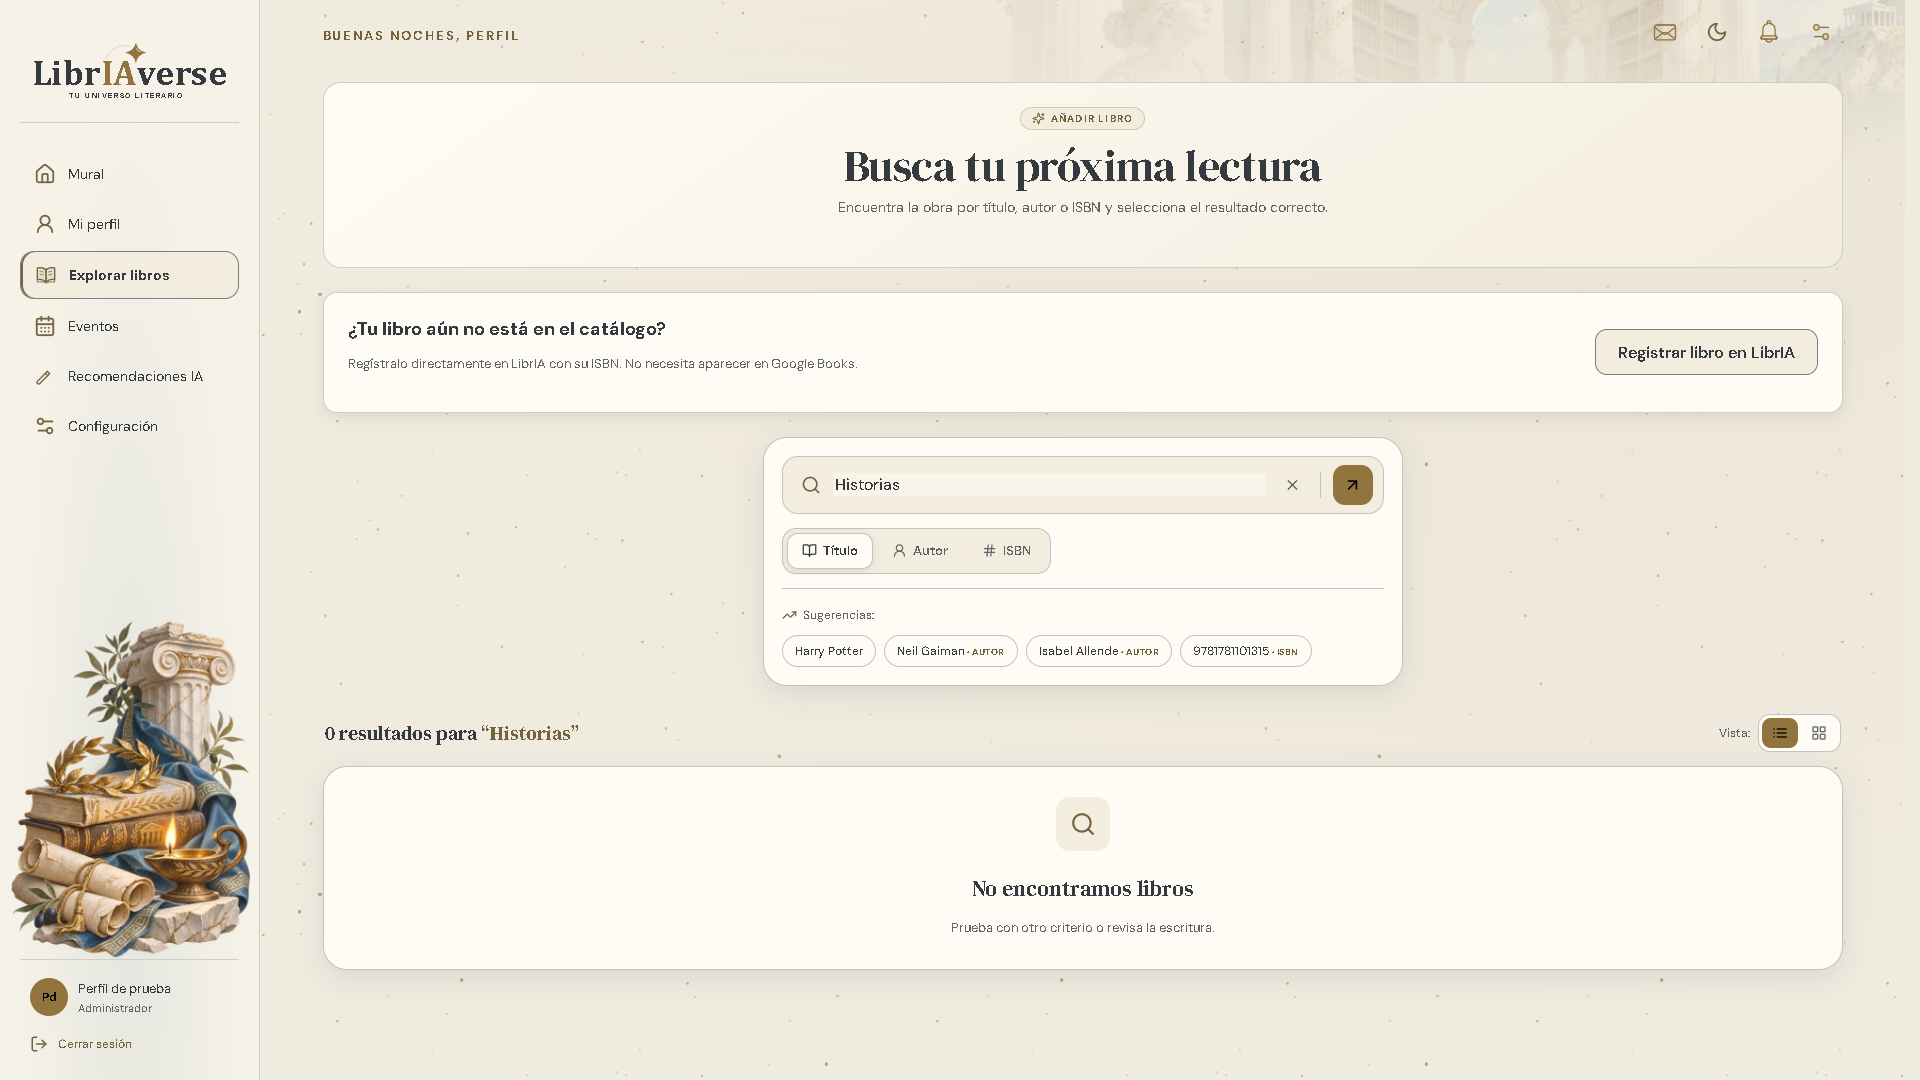 LibrIAverse
TU UNIVERSO LITERARIO
Mural
Mi perfil
Explorar libros
Eventos
Recomendaciones IA
Configuración
Pd
Perfil de prueba
Administrador
Cerrar sesión
BUENAS NOCHES, PERFIL
AÑADIR LIBRO
Busca tu próxima lectura
Encuentra la obra por título, autor o ISBN y selecciona el resultado correcto.
¿Tu libro aún no está en el catálogo?
Regístralo directamente en LibrIA con su ISBN. No necesita aparecer en Google Books.
Registrar libro en LibrIA
Historias
Título Autor ISBN
Sugerencias:
Harry Potter Neil Gaiman · AUTOR Isabel Allende · AUTOR 9781781101315 · ISBN
0 resultados para “Historias”
Vista:
No encontramos libros
Prueba con otro criterio o revisa la escritura.